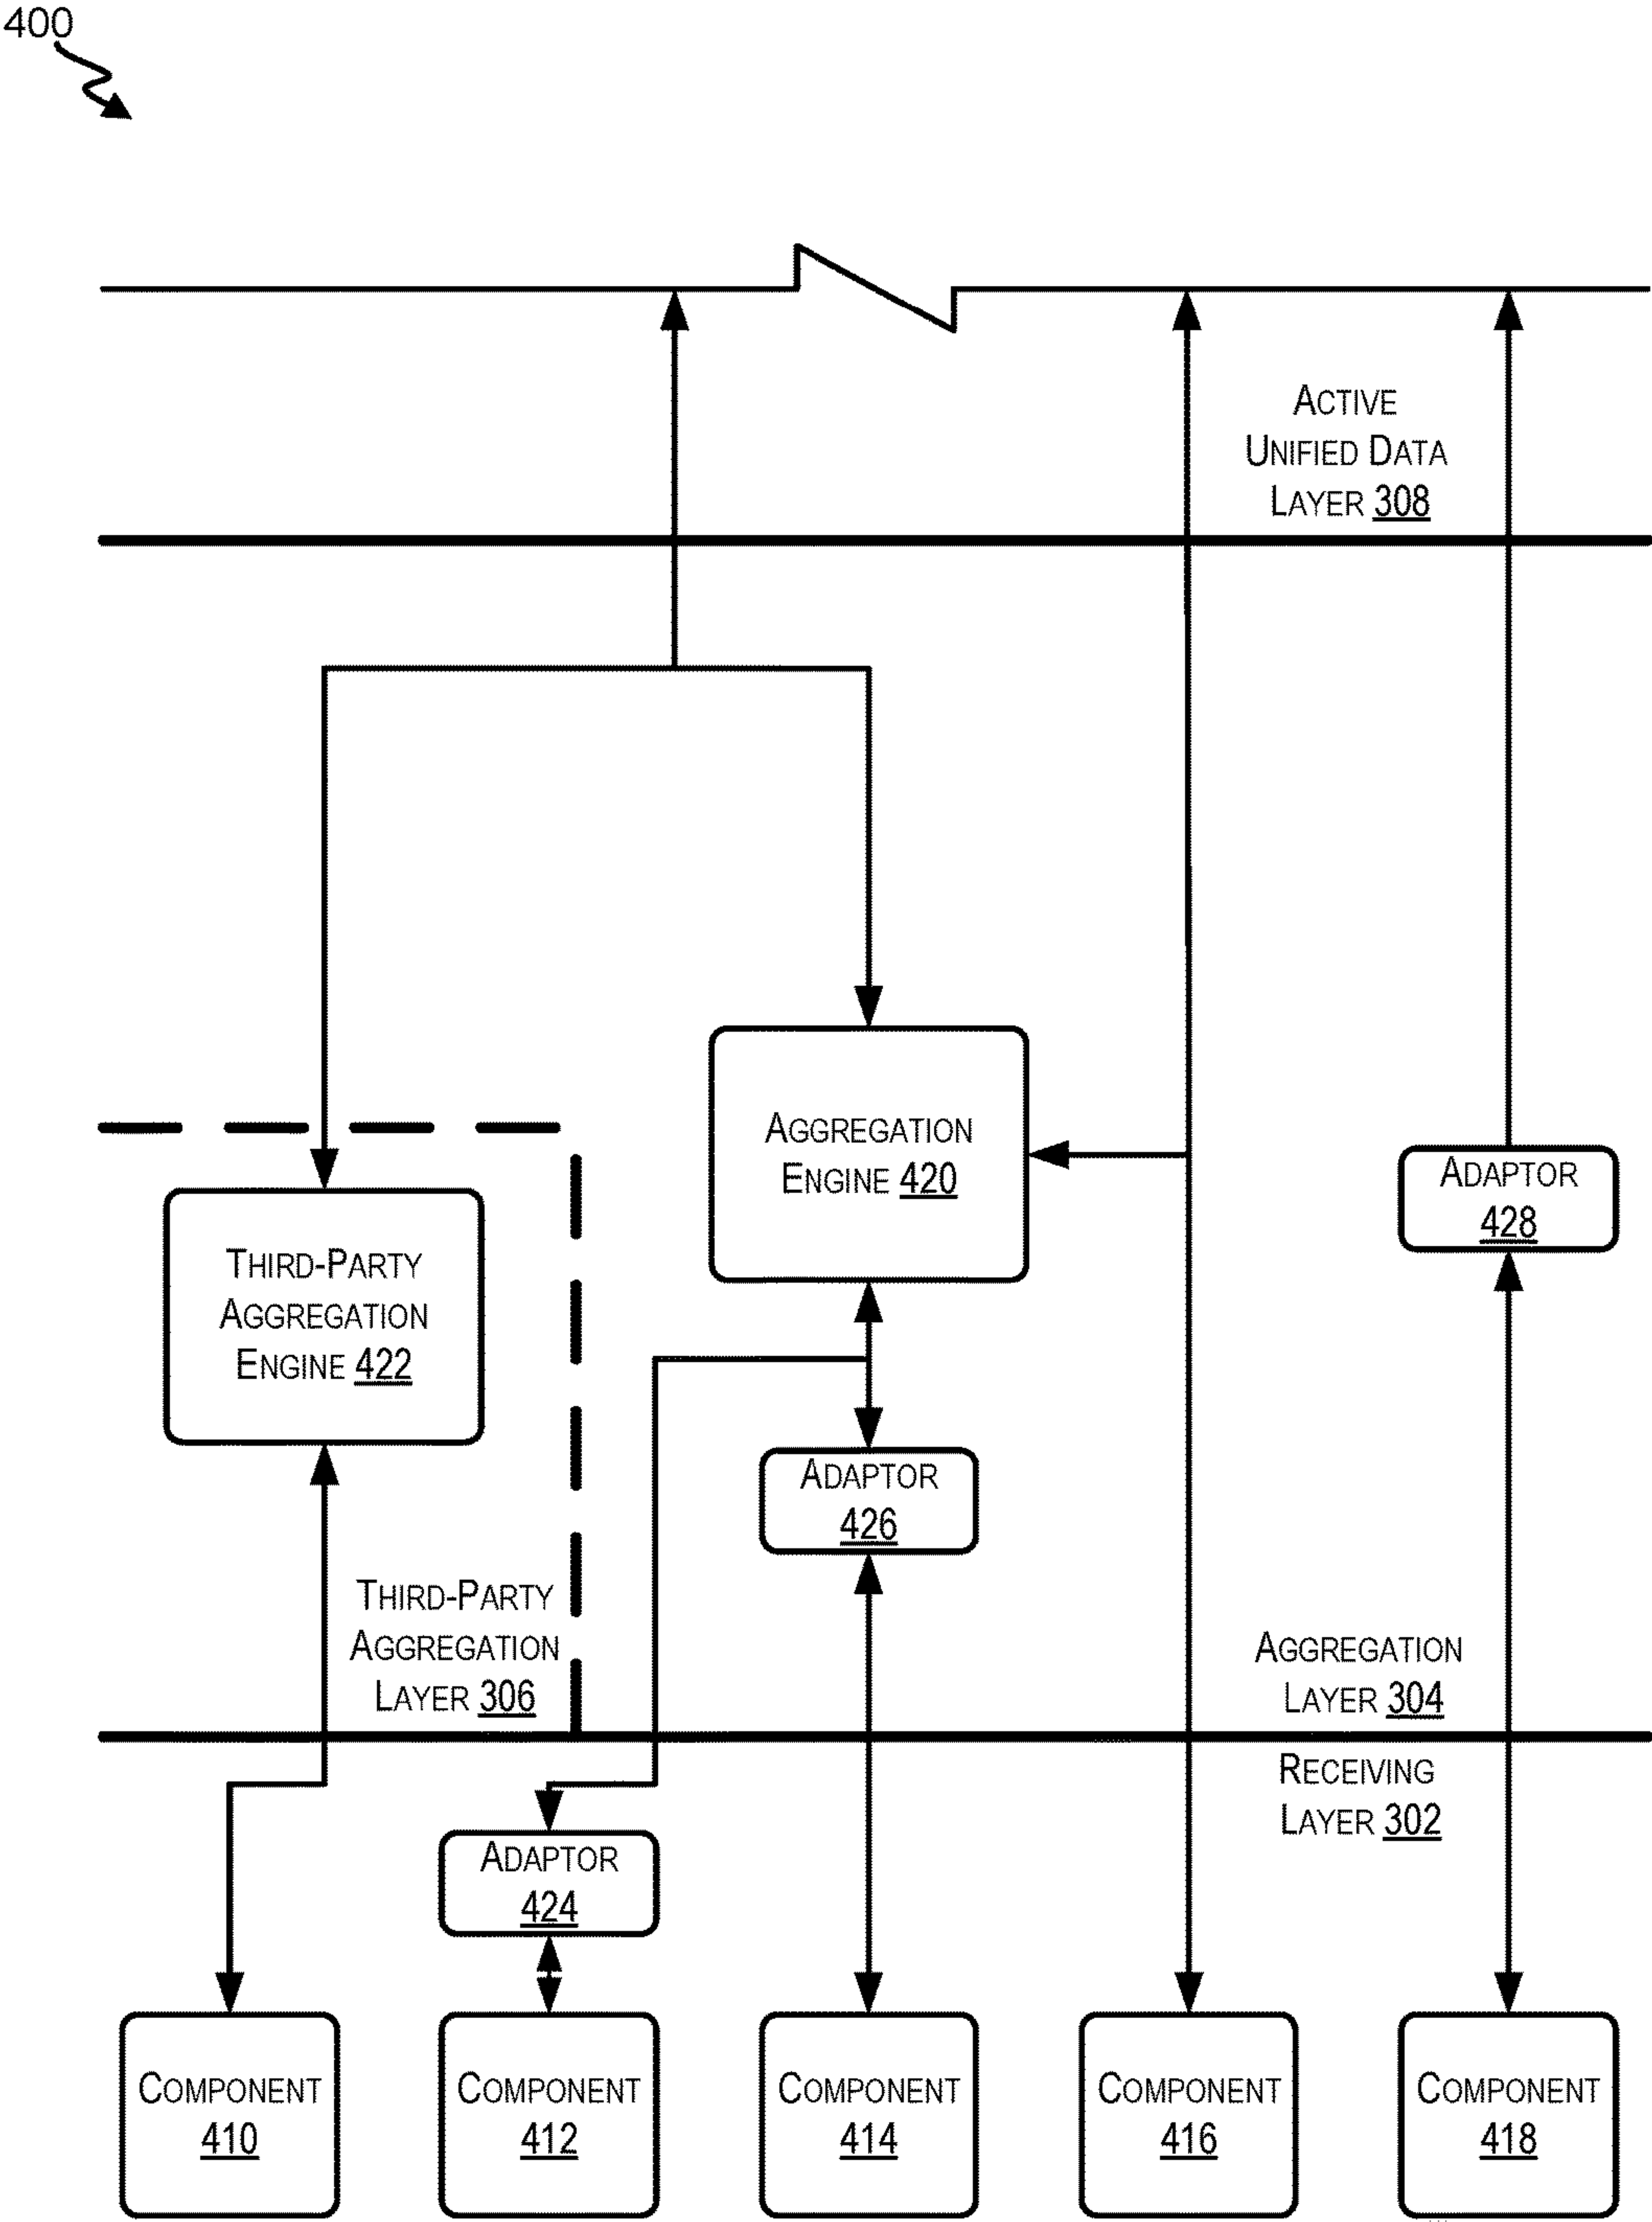 400
Active
Unified Data
Layer 308
Aggregation
Engine 420
Adaptor
428
Third-Party
Aggregation
Engine 422
Adaptor
426
Third-Party
Aggregation
Layer 306
Aggregation
Layer 304
Receiving
Layer 302
Adaptor
424
Component
410
Component
412
Component
414
Component
416
Component
418